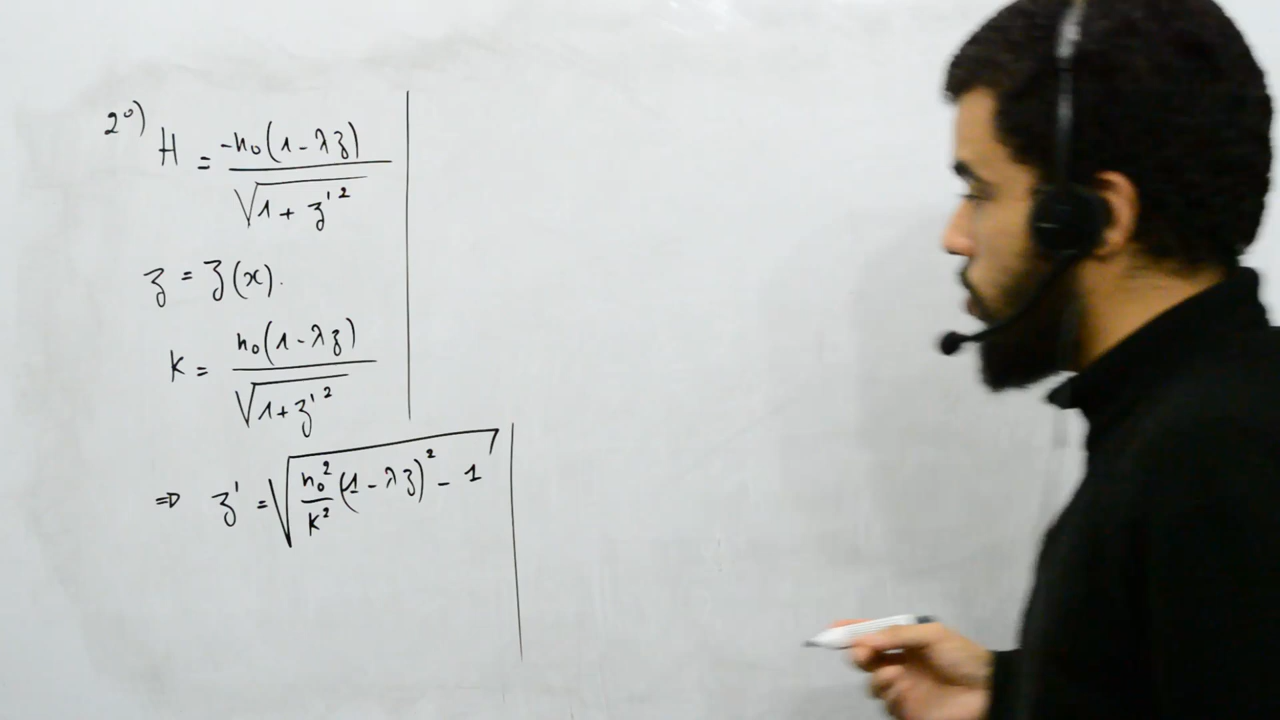 2°) H = -n₀(1-λz) / √(1+z'²)
z = z(x).
K = n₀(1-λz) / √(1+z'²)
⇒ z' = √(n₀²/K² (1-λz)² - 1)